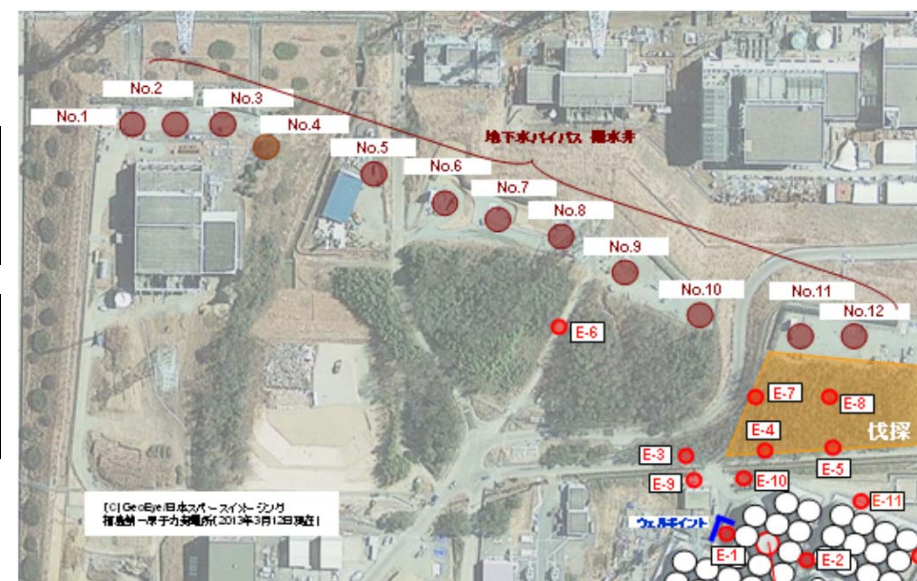 No.2
No.3
No.1
No.4
地下水バイパス 揚水井
No.5
No.6
No.7
No.8
No.9
No.10
No.11
No.12
E-6
E-7
E-8
伐採
E-4
E-3
E-5
E-9
E-10
E-11
(C)GeoEye/日本スペースイメージング
福島第一原子力発電所(2013年3月12日現在)
ウェルポイント
E-1
E-2